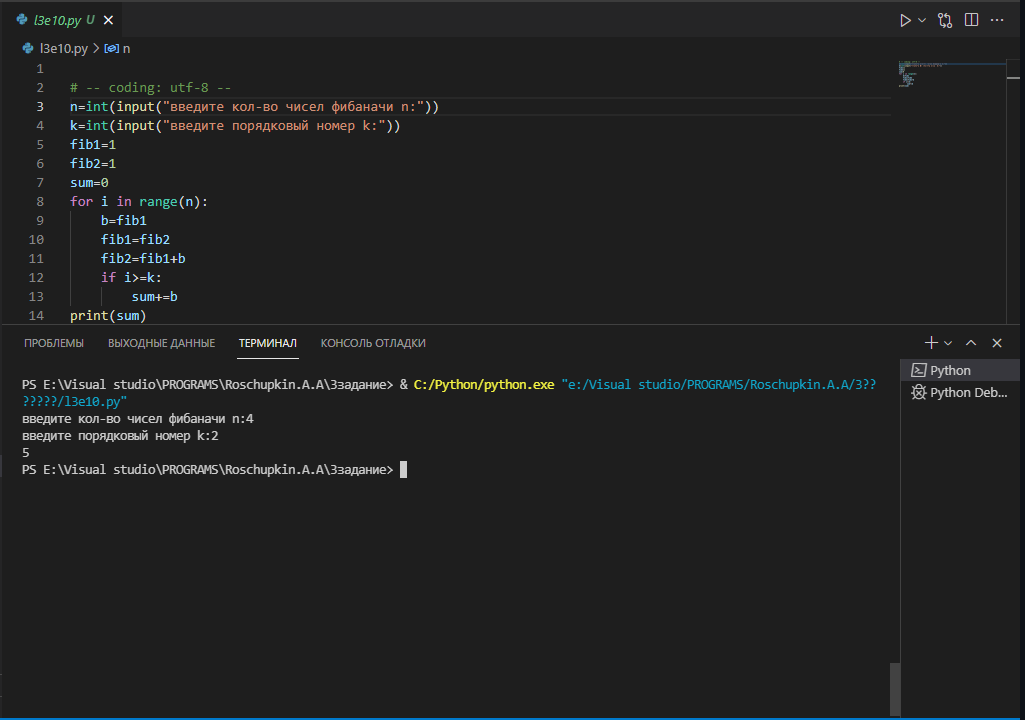 l3e10.py U
l3e10.py > n
1
2 # -- coding: utf-8 --
3 n=int(input("введите кол-во чисел фибаначи n:"))
4 k=int(input("введите порядковый номер k:"))
5 fib1=1
6 fib2=1
7 sum=0
8 for i in range(n):
9     b=fib1
10     fib1=fib2
11     fib2=fib1+b
12     if i>=k:
13         sum+=b
14 print(sum)
ПРОБЛЕМЫ ВЫХОДНЫЕ ДАННЫЕ ТЕРМИНАЛ КОНСОЛЬ ОТЛАДКИ
Python
Python Deb...
PS E:\Visual studio\PROGRAMS\Roschupkin.A.A\3задание> & C:/Python/python.exe "e:/Visual studio/PROGRAMS/Roschupkin.A.A/3??
?????/l3e10.py"
введите кол-во чисел фибаначи n:4
введите порядковый номер k:2
5
PS E:\Visual studio\PROGRAMS\Roschupkin.A.A\3задание>